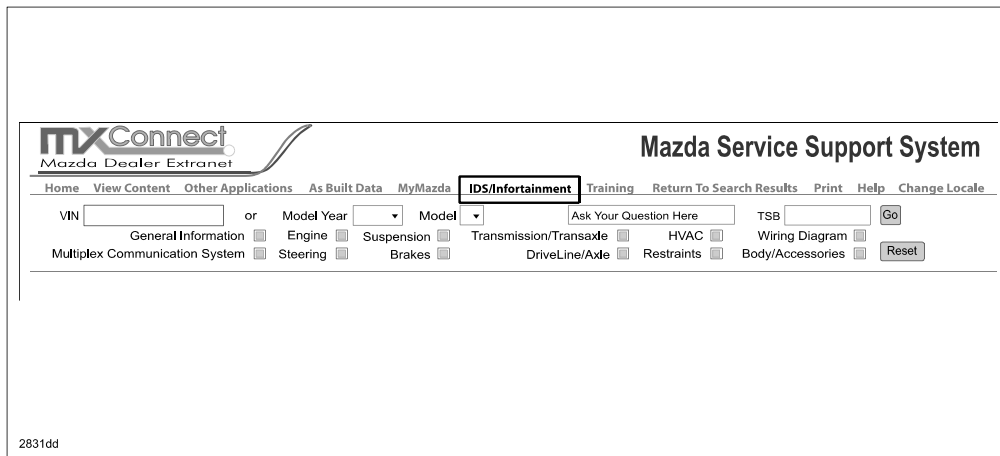 mxConnect
Mazda Dealer Extranet
Mazda Service Support System
Home View Content Other Applications As Built Data MyMazda IDS/Infortainment Training Return To Search Results Print Help Change Locale
VIN or Model Year Model Ask Your Question Here TSB Go
General Information Engine Suspension Transmission/Transaxle HVAC Wiring Diagram
Multiplex Communication System Steering Brakes DriveLine/Axle Restraints Body/Accessories Reset
2831dd